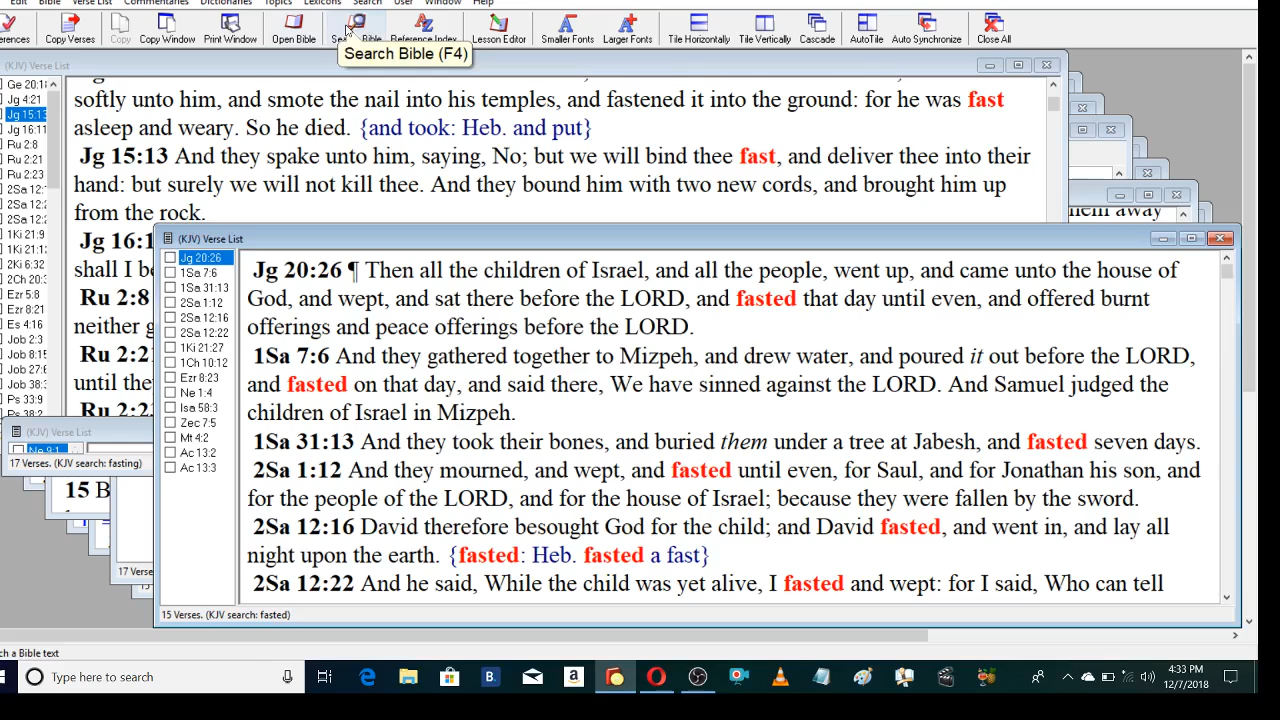 Edit Bible Verse List Commentaries Dictionaries Topics Lexicons Search User Window Help
Copy Verses Copy Copy Window Print Window Open Bible Search Bible Reference Index Lesson Editor Smaller Fonts Larger Fonts Tile Horizontally Tile Vertically Cascade AutoTile Auto Synchronize Close All
Search Bible (F4)
(KJV) Verse List
Jg 4:21
Jg 15:13
Jg 16:11
Ru 2:8
Ru 2:21
Ru 2:23
2Sa 12:
2Sa 12:
1Ki 21:9
1Ki 21:1
2Ki 6:32
2Ch 20:
Ezr 5:8
Es 4:16
Job 2:3
Job 8:15
Job 27:6
Job 38:
Ps 33:9
Ps 38:2
softly unto him, and smote the nail into his temples, and fastened it into the ground: for he was fast
asleep and weary. So he died. {and took: Heb. and put}
Jg 15:13 And they spake unto him, saying, No; but we will bind thee fast, and deliver thee into their
hand: but surely we will not kill thee. And they bound him with two new cords, and brought him up
from the rock.
Jg 16:1
shall I be
Ru 2:8
neither g
Ru 2:2
until the
Ru 2:2
them away
(KJV) Verse List
Ne 9:1
17 Verses. (KJV search: fasting)
15 B
17 Verses
(KJV) Verse List
Jg 20:26
1Sa 7:6
1Sa 31:13
2Sa 1:12
2Sa 12:16
2Sa 12:22
1Ki 21:27
1Ch 10:12
Ezr 8:23
Ne 1:4
Isa 58:3
Zec 7:5
Mt 4:2
Ac 13:2
Ac 13:3
Jg 20:26 ¶ Then all the children of Israel, and all the people, went up, and came unto the house of
God, and wept, and sat there before the LORD, and fasted that day until even, and offered burnt
offerings and peace offerings before the LORD.
1Sa 7:6 And they gathered together to Mizpeh, and drew water, and poured it out before the LORD,
and fasted on that day, and said there, We have sinned against the LORD. And Samuel judged the
children of Israel in Mizpeh.
1Sa 31:13 And they took their bones, and buried them under a tree at Jabesh, and fasted seven days.
2Sa 1:12 And they mourned, and wept, and fasted until even, for Saul, and for Jonathan his son, and
for the people of the LORD, and for the house of Israel; because they were fallen by the sword.
2Sa 12:16 David therefore besought God for the child; and David fasted, and went in, and lay all
night upon the earth. {fasted: Heb. fasted a fast}
2Sa 12:22 And he said, While the child was yet alive, I fasted and wept: for I said, Who can tell
15 Verses. (KJV search: fasted)
ch a Bible text
Type here to search
B.
a
4:33 PM
12/7/2018